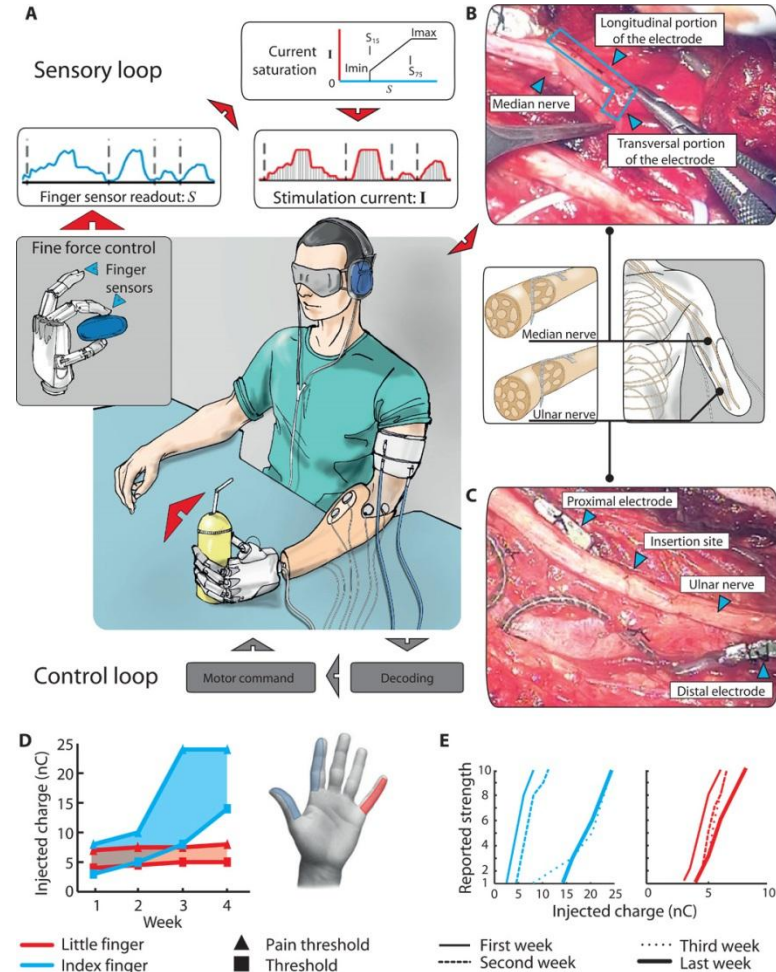 A
Sensory loop
Current
saturation
I
0
Imin
S15
Imax
S75
S
Finger sensor readout: S
Stimulation current: I
Fine force control
Finger
sensors
Control loop
Motor command
Decoding
B
Longitudinal portion
of the electrode
Median nerve
Transversal portion
of the electrode
Median nerve
Ulnar nerve
C
Proximal electrode
Insertion site
Ulnar nerve
Distal electrode
D
Injected charge (nC)
25
20
15
10
5
0
1 2 3 4
Week
Little finger
Index finger
Pain threshold
Threshold
E
Reported strength
10
8
6
4
2
1
0 5 10 15 20 25
0 5 10
Injected charge (nC)
First week
Second week
Third week
Last week